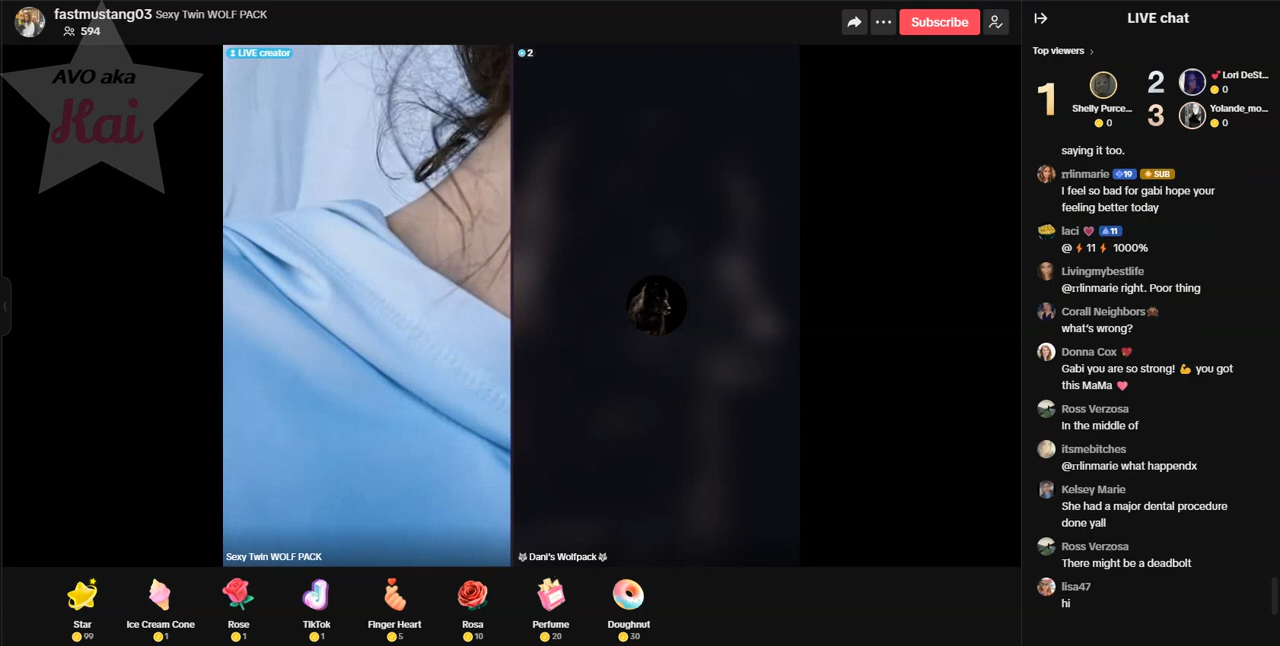 fastmustang03 Sexy Twin WOLF PACK
594
Subscribe
AVO aka
Kai
LIVE creator
2
Sexy Twin WOLF PACK
Dani's Wolfpack
Star
99
Ice Cream Cone
1
Rose
1
TikTok
1
Finger Heart
5
Rosa
10
Perfume
20
Doughnut
30
LIVE chat
Top viewers
1
Shelly Purce...
0
2
Lori DeSt...
0
3
Yolande_mo...
0
saying it too.
rrlinmarie 19 SUB
I feel so bad for gabi hope your
feeling better today
laci 11
@ 11 1000%
Livingmybestlife
@rrlinmarie right. Poor thing
Corall Neighbors
what's wrong?
Donna Cox
Gabi you are so strong! 💪 you got
this MaMa
Ross Verzosa
In the middle of
itsmebitches
@rrlinmarie what happendx
Kelsey Marie
She had a major dental procedure
done yall
Ross Verzosa
There might be a deadbolt
lisa47
hi